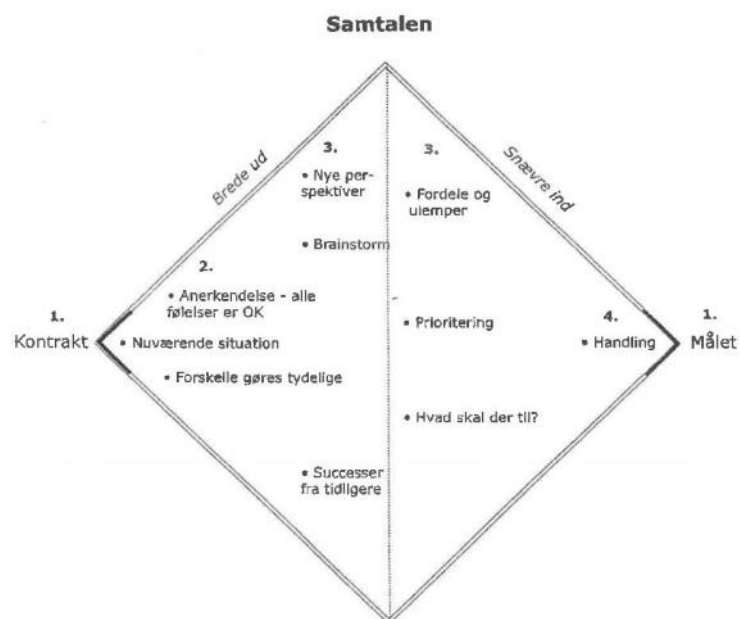 Samtalen
Brede ud
Snævre ind
3.
• Nye per-
spektiver
• Brainstorm
3.
• Fordele og
ulemper
2.
• Anerkendelse - alle
følelser er OK
1.
Kontrakt
• Nuværende situation
• Forskelle gøres tydelige
• Prioritering
4.
• Handling
1.
Målet
• Hvad skal der til?
• Successer
fra tidligere